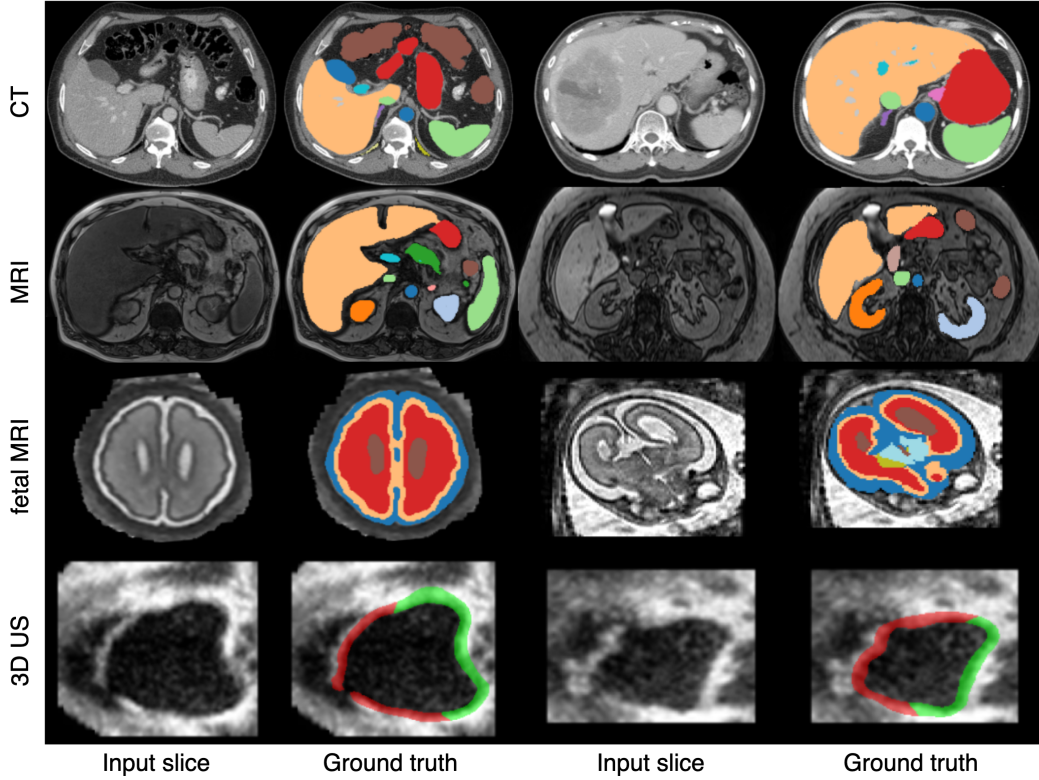 CT
MRI
fetal MRI
3D US
Input slice
Ground truth
Input slice
Ground truth